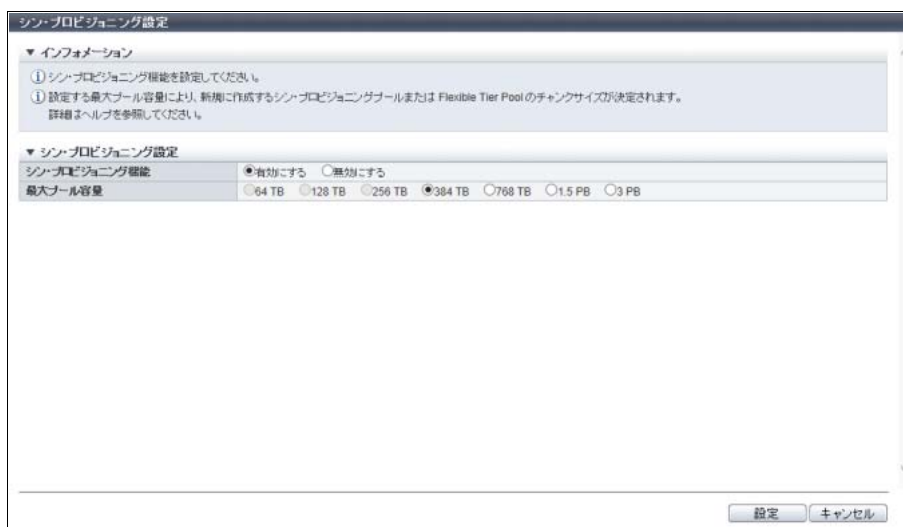 シン・プロビジョニング設定
▼ インフォメーション
シン・プロビジョニング機能を設定してください。
設定する最大プール容量により、新規に作成するシン・プロビジョニングプールまたは Flexible Tier Pool のチャンクサイズが決定されます。
詳細はヘルプを参照してください。
▼ シン・プロビジョニング設定
シン・プロビジョニング機能 有効にする 無効にする
最大プール容量 64 TB 128 TB 256 TB 384 TB 768 TB 1.5 PB 3 PB
設定 キャンセル